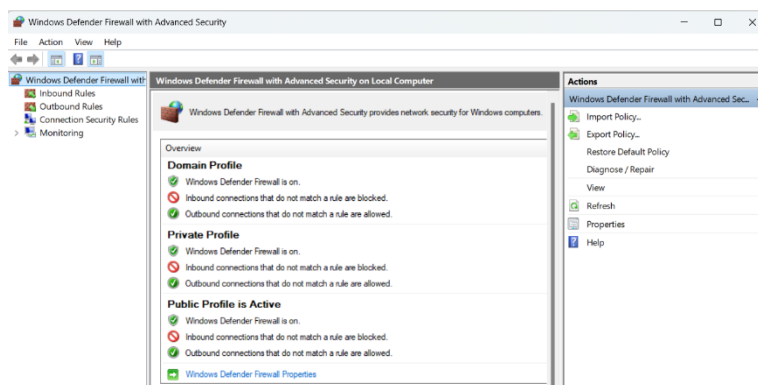 Windows Defender Firewall with Advanced Security
File Action View Help
Windows Defender Firewall with
Inbound Rules
Outbound Rules
Connection Security Rules
Monitoring
Windows Defender Firewall with Advanced Security on Local Computer
Windows Defender Firewall with Advanced Security provides network security for Windows computers.
Overview
Domain Profile
Windows Defender Firewall is on.
Inbound connections that do not match a rule are blocked.
Outbound connections that do not match a rule are allowed.
Private Profile
Windows Defender Firewall is on.
Inbound connections that do not match a rule are blocked.
Outbound connections that do not match a rule are allowed.
Public Profile is Active
Windows Defender Firewall is on.
Inbound connections that do not match a rule are blocked.
Outbound connections that do not match a rule are allowed.
Windows Defender Firewall Properties
Actions
Windows Defender Firewall with Advanced Sec...
Import Policy...
Export Policy...
Restore Default Policy
Diagnose / Repair
View
Refresh
Properties
Help